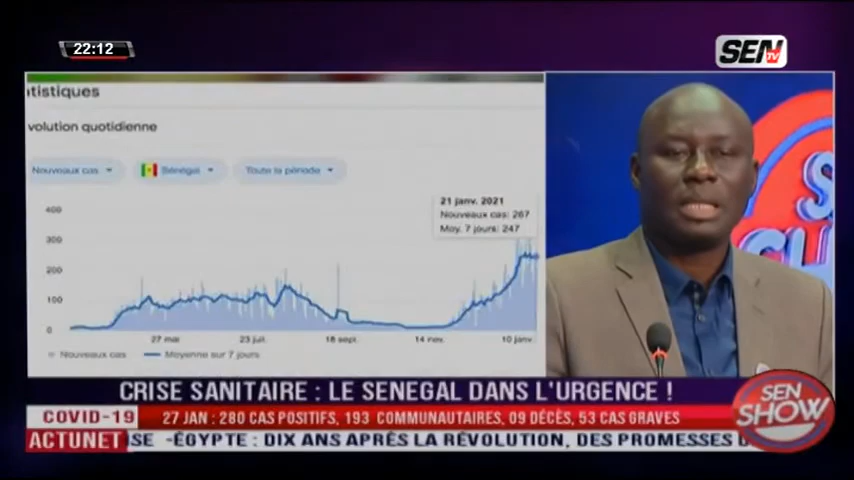 22:12
SEN TV
tistiques
volution quotidienne
Nouveaux cas
Sénégal
Toute la période
21 janv. 2021
Nouveaux cas: 267
Moy. 7 jours: 247
400
300
200
100
0
27 mai
23 juil.
18 sept.
14 nov.
10 janv.
Nouveaux cas
Moyenne sur 7 jours
CRISE SANITAIRE : LE SENEGAL DANS L'URGENCE !
COVID-19
27 JAN : 280 CAS POSITIFS, 193 COMMUNAUTAIRES, 09 DÉCÈS, 53 CAS GRAVES
SEN SHOW
ACTUNET
SE -ÉGYPTE : DIX ANS APRÈS LA RÉVOLUTION, DES PROMESSES D